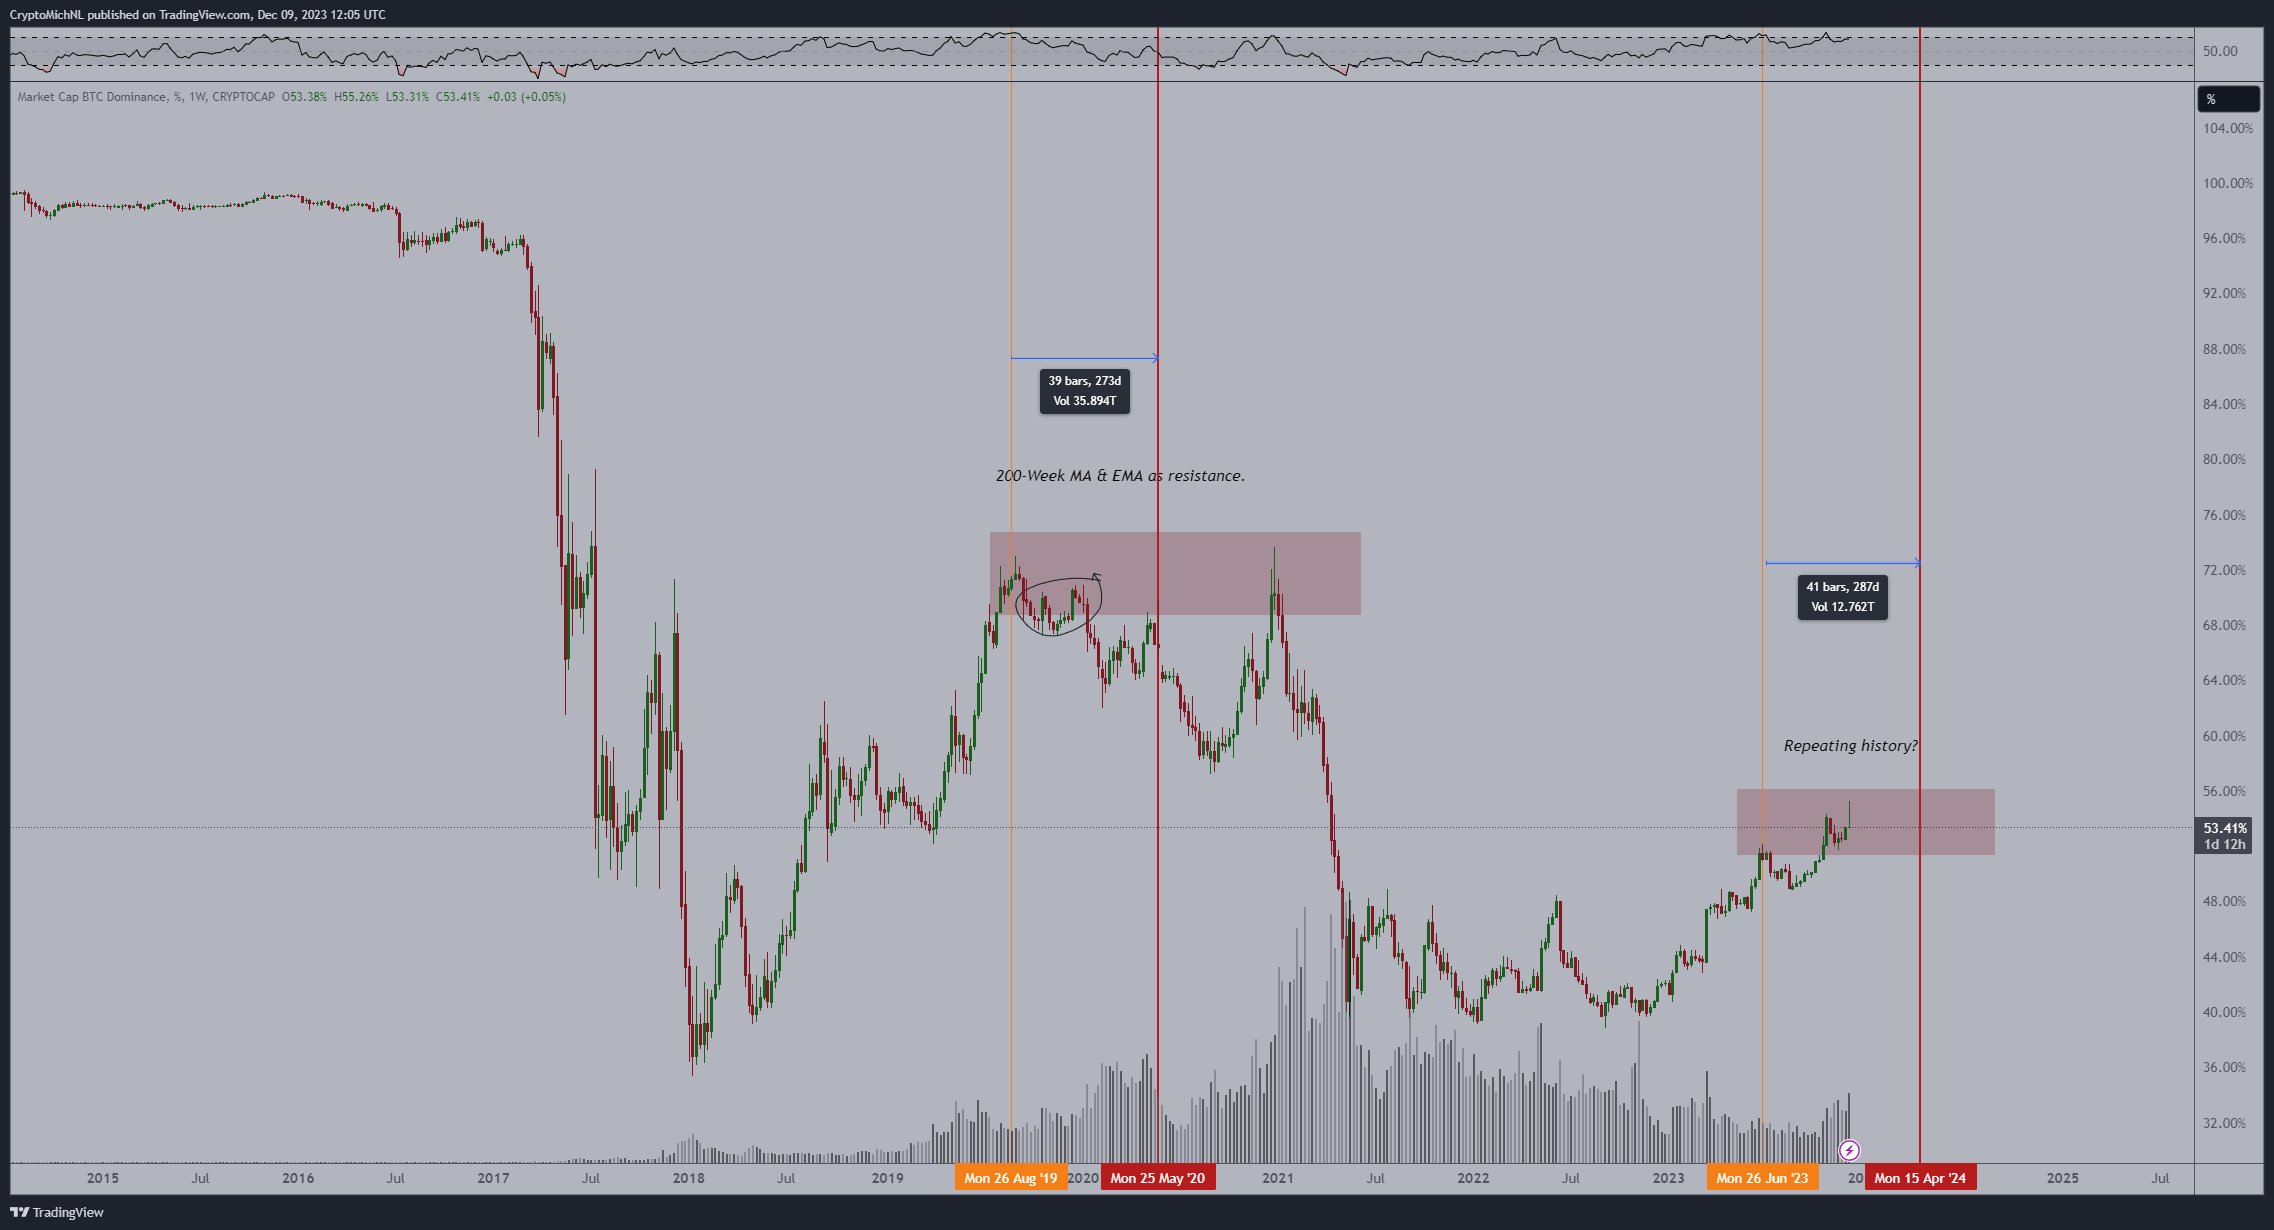 CryptoMichNL published on TradingView.com, Dec 09, 2023 12:05 UTC
50.00
Market Cap BTC Dominance, %, 1W, CRYPTOCAP O53.38% H55.26% L53.31% C53.41% +0.03 (+0.05%)
%
104.00%
100.00%
96.00%
92.00%
88.00%
39 bars, 273d
Vol 35.894T
84.00%
80.00%
200-Week MA & EMA as resistance.
76.00%
72.00%
41 bars, 287d
Vol 12.762T
68.00%
64.00%
60.00%
Repeating history?
56.00%
53.41%
1d 12h
48.00%
44.00%
40.00%
36.00%
32.00%
2015 Jul 2016 Jul 2017 Jul 2018 Jul 2019 Mon 26 Aug '19 2020 Mon 25 May '20 2021 Jul 2022 Jul 2023 Mon 26 Jun '23 20 Mon 15 Apr '24 2025 Jul
TradingView